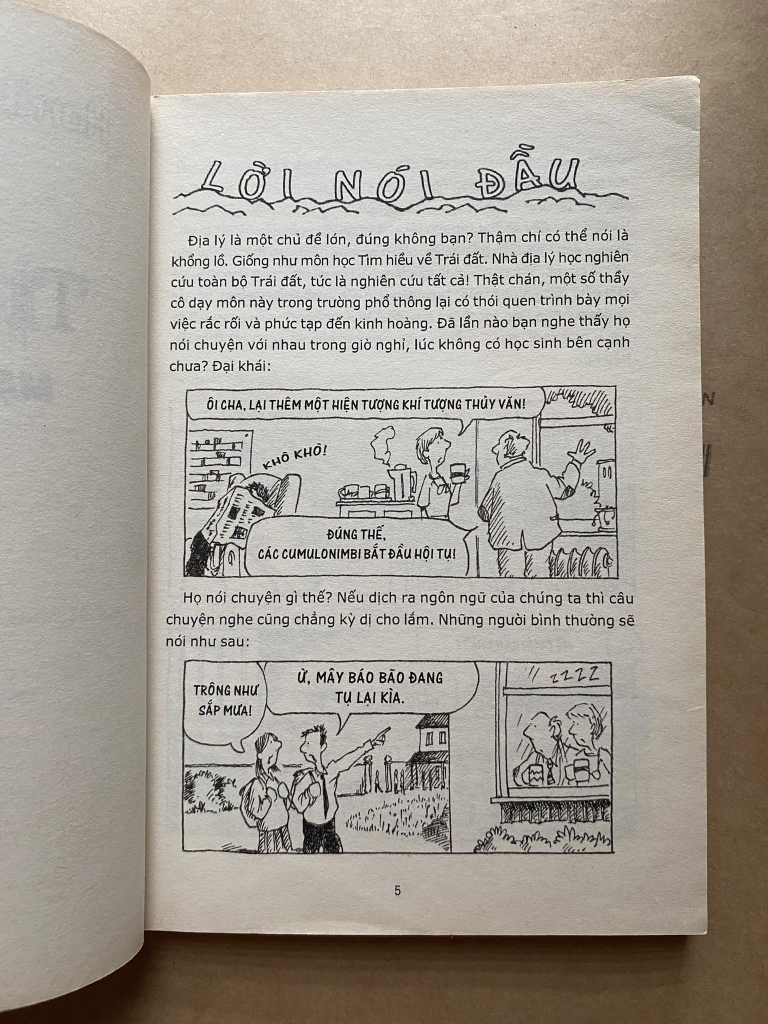 LỜI NÓI ĐẦU
Địa lý là một chủ đề lớn, đúng không bạn? Thậm chí có thể nói là
khổng lồ. Giống như môn học Tìm hiểu về Trái đất. Nhà địa lý học nghiên
cứu toàn bộ Trái đất, tức là nghiên cứu tất cả! Thật chán, một số thầy
cô dạy môn này trong trường phổ thông lại có thói quen trình bày mọi
việc rắc rối và phức tạp đến kinh hoàng. Đã lần nào bạn nghe thấy họ
nói chuyện với nhau trong giờ nghỉ, lúc không có học sinh bên cạnh
chưa? Đại khái:
ÔI CHA, LẠI THÊM MỘT HIỆN TƯỢNG KHÍ TƯỢNG THỦY VĂN!
KHÒ KHÒ!
ĐÚNG THẾ,
CÁC CUMULONIMBI BẮT ĐẦU HỘI TỤ!
Họ nói chuyện gì thế? Nếu dịch ra ngôn ngữ của chúng ta thì câu
chuyện nghe cũng chẳng kỳ dị cho lắm. Những người bình thường sẽ
nói như sau:
TRÔNG NHƯ
SẮP MƯA!
Ừ, MÂY BÁO BÃO ĐANG
TỤ LẠI KÌA.
ZZZZ
5